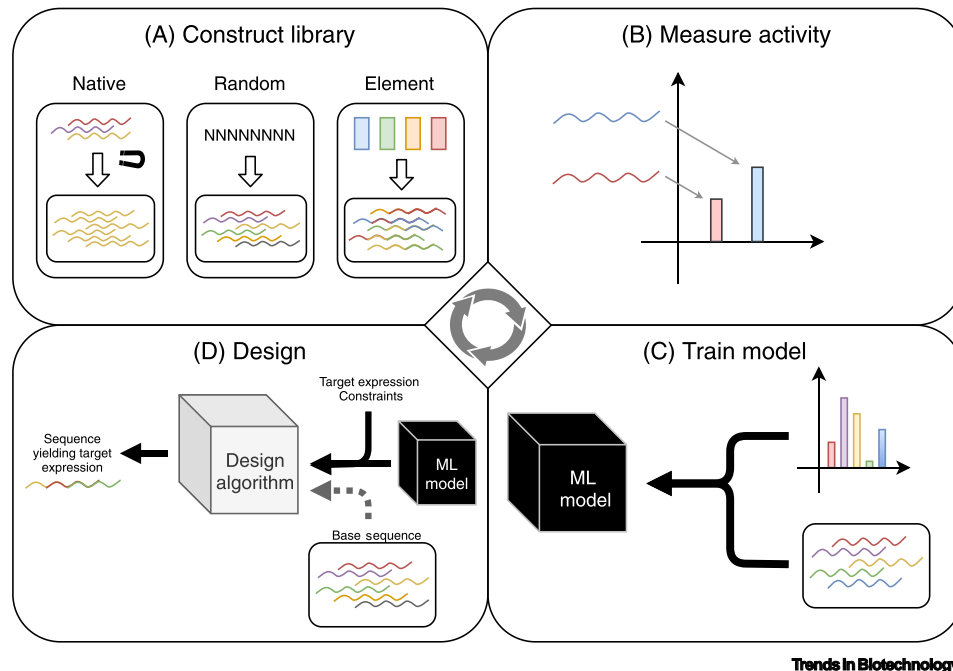 (A) Construct library
Native
Random
Element
NNNNNNNN
(B) Measure activity
(D) Design
Target expression
Constraints
Sequence
yielding target
expression
Design
algorithm
ML
model
Base sequence
(C) Train model
ML
model
Trends in Biotechnology